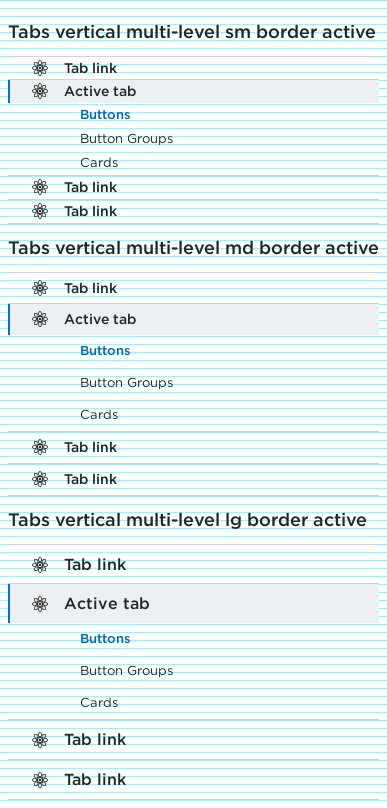 Tabs vertical multi-level sm border active
Tab link
Active tab
Buttons
Button Groups
Cards
Tab link
Tab link
Tabs vertical multi-level md border active
Tab link
Active tab
Buttons
Button Groups
Cards
Tab link
Tab link
Tabs vertical multi-level lg border active
Tab link
Active tab
Buttons
Button Groups
Cards
Tab link
Tab link